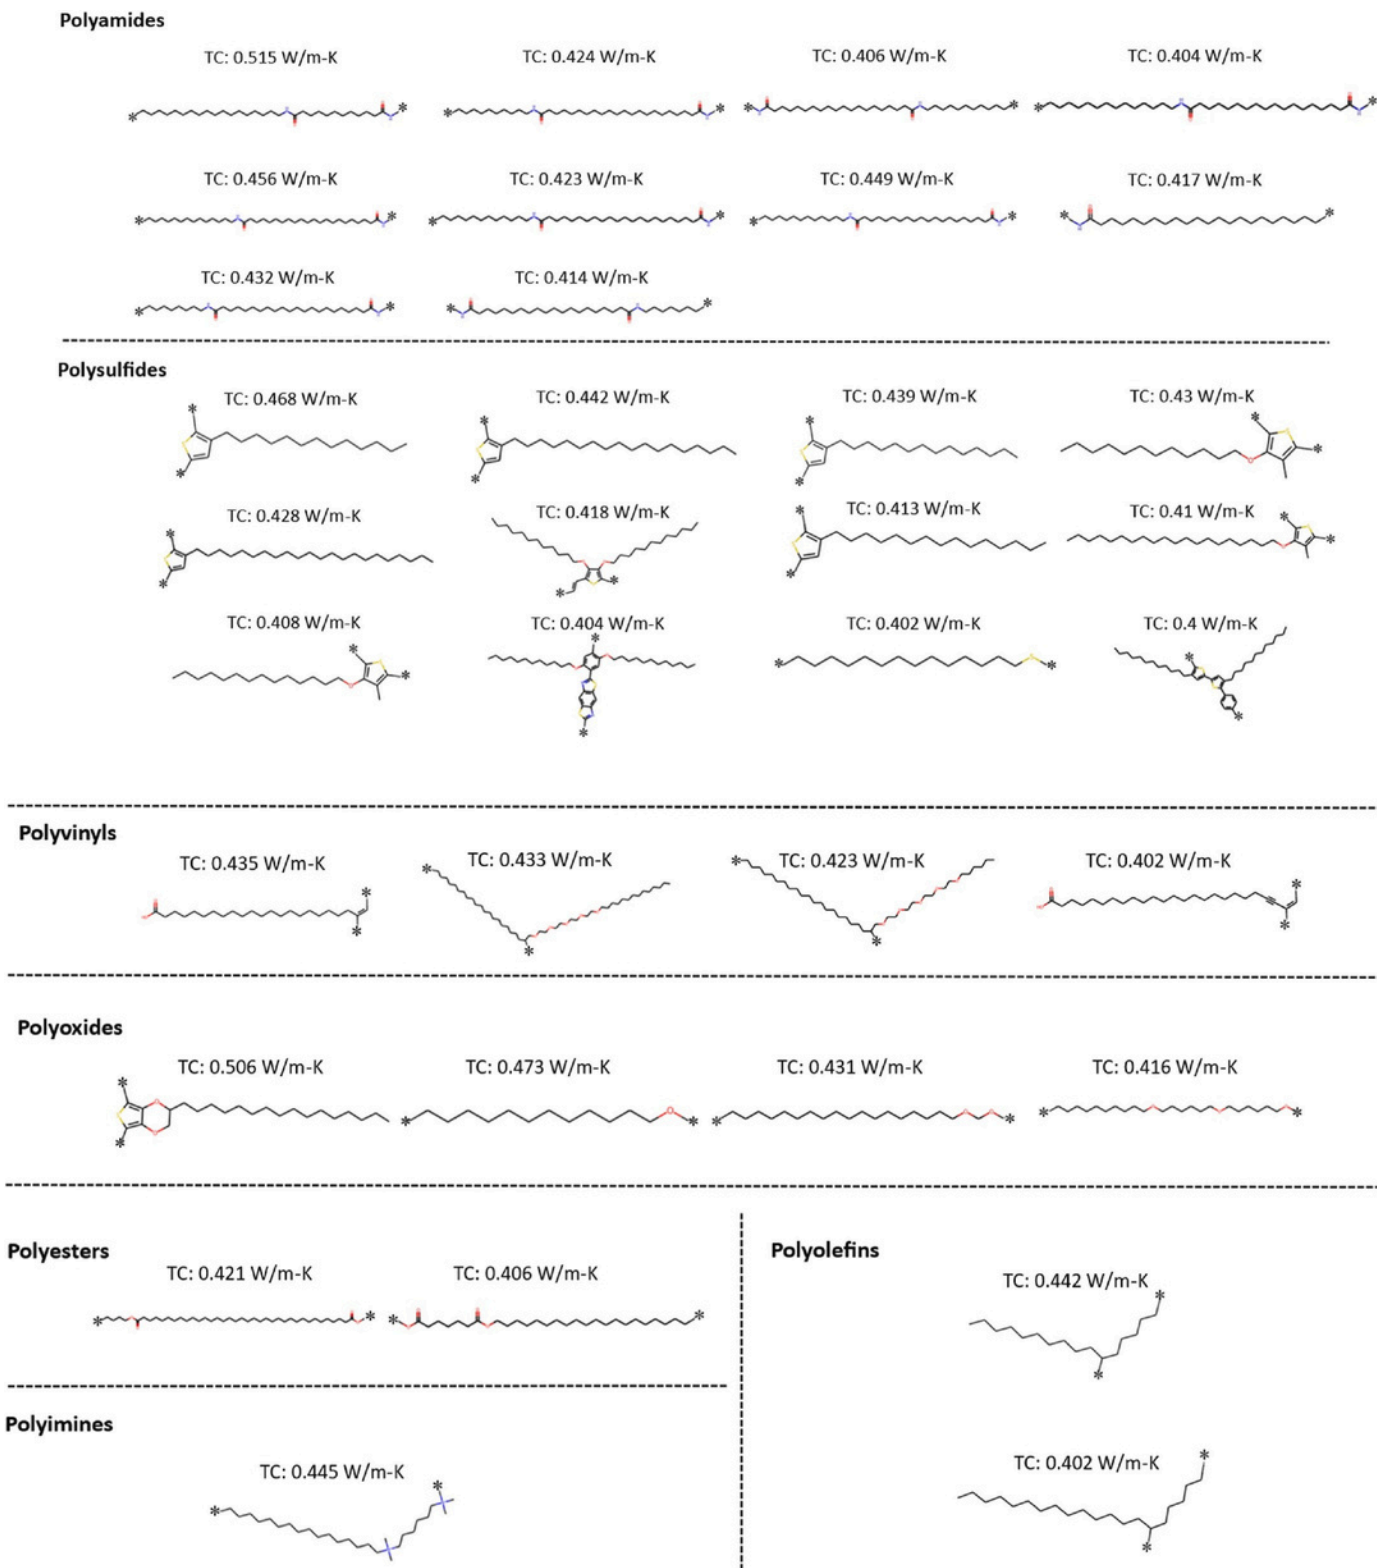 Polyamides
TC: 0.515 W/m-K TC: 0.424 W/m-K TC: 0.406 W/m-K TC: 0.404 W/m-K
TC: 0.456 W/m-K TC: 0.423 W/m-K TC: 0.449 W/m-K TC: 0.417 W/m-K
TC: 0.432 W/m-K TC: 0.414 W/m-K
Polysulfides
TC: 0.468 W/m-K TC: 0.442 W/m-K TC: 0.439 W/m-K TC: 0.43 W/m-K
TC: 0.428 W/m-K TC: 0.418 W/m-K TC: 0.413 W/m-K TC: 0.41 W/m-K
TC: 0.408 W/m-K TC: 0.404 W/m-K TC: 0.402 W/m-K TC: 0.4 W/m-K
Polyvinyls
TC: 0.435 W/m-K TC: 0.433 W/m-K TC: 0.423 W/m-K TC: 0.402 W/m-K
Polyoxides
TC: 0.506 W/m-K TC: 0.473 W/m-K TC: 0.431 W/m-K TC: 0.416 W/m-K
Polyesters
TC: 0.421 W/m-K TC: 0.406 W/m-K
Polyolefins
TC: 0.442 W/m-K
TC: 0.402 W/m-K
Polyimines
TC: 0.445 W/m-K